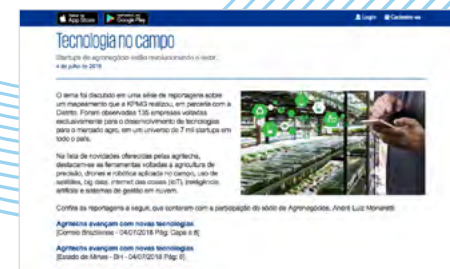 App Store
Google Play
Login
Cadastre-se
Tecnologia no campo
Startups de agronegócio estão revolucionando o setor.
4 de julho de 2018
O tema foi discutido em uma série de reportagens sobre
um mapeamento que a KPMG realizou, em parceria com a
Distrito. Foram observadas 135 empresas voltadas
exclusivamente para o desenvolvimento de tecnologias
para o mercado agro, em um universo de 7 mil startups em
todo o país.
Na lista de novidades oferecidas pelas agritechs,
destacam-se as ferramentas voltadas à agricultura de
precisão, drones e robótica aplicada no campo, uso de
satélites, big data, internet das coisas (IoT), inteligência
artificial e sistemas de gestão em nuvem.
Confira as reportagens a seguir, que contaram com a participação do sócio de Agronegócios, André Luiz Monaretti
Agritechs avançam com novas tecnologias
[Correio Braziliense - 04/07/2018 Pág: Capa e 8]
Agritechs avançam com novas tecnologias
[Estado de Minas - BH - 04/07/2018 Pág: 8]